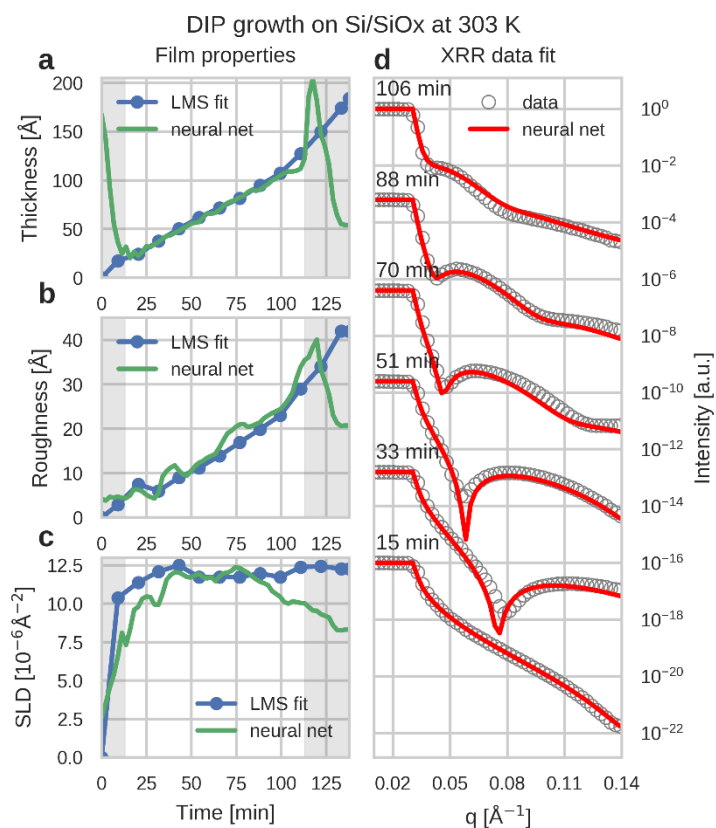 DIP growth on Si/SiOx at 303 K
a Film properties
200
150
100
50
0
Thickness [Å]
LMS fit
neural net
0 25 50 75 100 125
b
40
30
20
10
0
Roughness [Å]
LMS fit
neural net
0 25 50 75 100 125
c
12.5
10.0
7.5
5.0
2.5
0.0
SLD [10⁻⁶Å⁻²]
LMS fit
neural net
0 25 50 75 100 125
Time [min]
d XRR data fit
data
neural net
106 min
88 min
70 min
51 min
33 min
15 min
10⁰
10⁻²
10⁻⁴
10⁻⁶
10⁻⁸
10⁻¹⁰
10⁻¹²
10⁻¹⁴
10⁻¹⁶
10⁻¹⁸
10⁻²⁰
10⁻²²
Intensity [a.u.]
0.02 0.05 0.08 0.11 0.14
q [Å⁻¹]